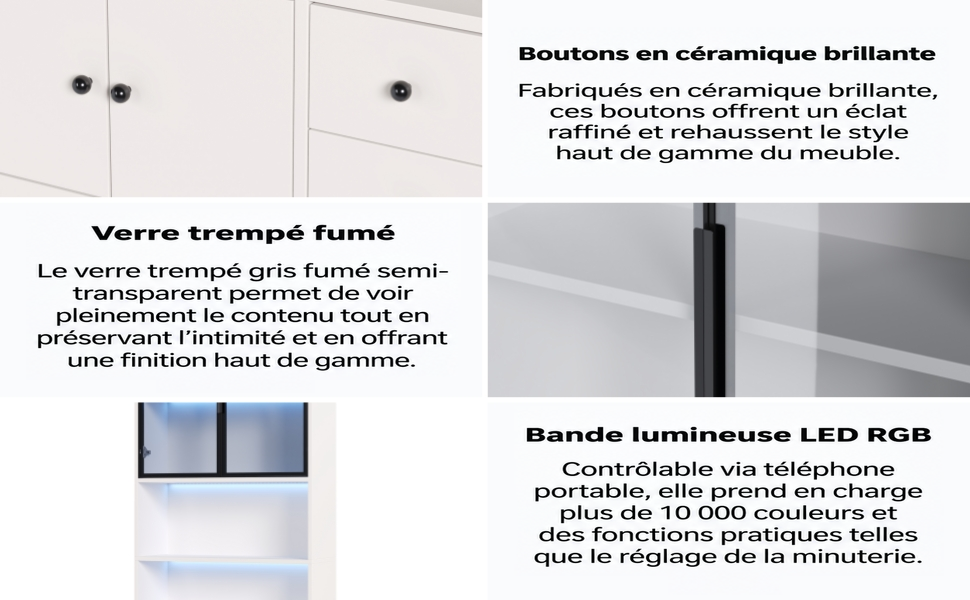 Boutons en céramique brillante
Fabriqués en céramique brillante,
ces boutons offrent un éclat
raffiné et rehaussent le style
haut de gamme du meuble.
Verre trempé fumé
Le verre trempé gris fumé semi-
transparent permet de voir
pleinement le contenu tout en
préservant l'intimité et en offrant
une finition haut de gamme.
Bande lumineuse LED RGB
Contrôlable via téléphone
portable, elle prend en charge
plus de 10 000 couleurs et
des fonctions pratiques telles
que le réglage de la minuterie.